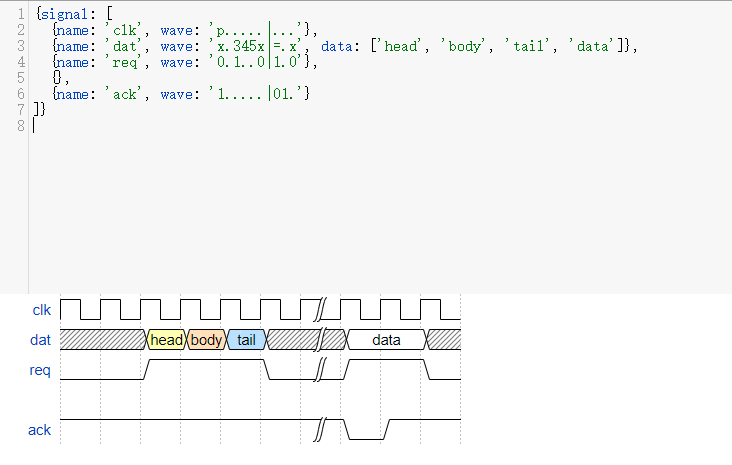 1 {signal: [
2   {name: 'clk', wave: 'p.....|...'},
3   {name: 'dat', wave: 'x.345x|=.x', data: ['head', 'body', 'tail', 'data']},
4   {name: 'req', wave: '0.1..0|1.0'},
5   {},
6   {name: 'ack', wave: '1.....|01.'}
7 ]}
8
clk
dat head body tail data
req
ack